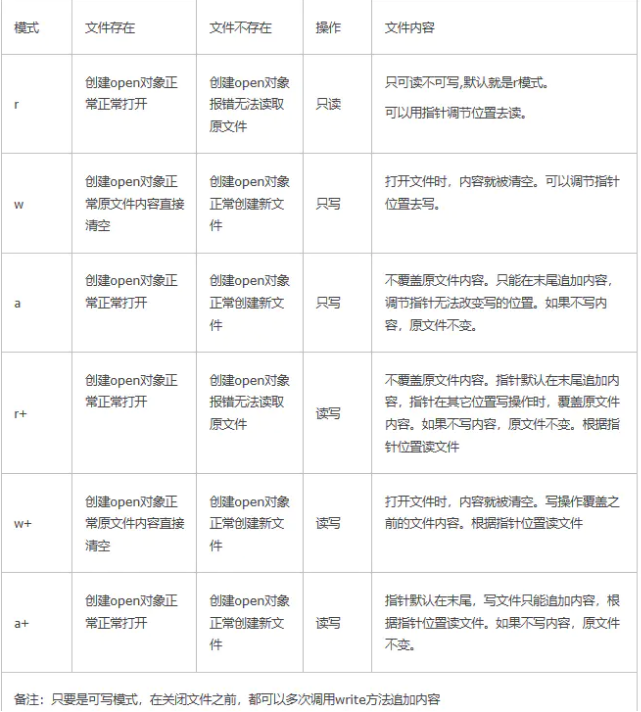 模式 文件存在 文件不存在 操作 文件内容
r
创建open对象正
常正常打开
创建open对象
报错无法读取
原文件
只读
只可读不可写,默认就是r模式。
可以用指针调节位置去读。
w
创建open对象正
常原文件内容直接
清空
创建open对象
正常创建新文
件
只写
打开文件时，内容就被清空。可以调节指针
位置去写。
a
创建open对象正
常正常打开
创建open对象
正常创建新文
件
只写
不覆盖原文件内容。只能在末尾追加内容，
调节指针无法改变写的位置。如果不写内
容，原文件不变。
r+
创建open对象正
常正常打开
创建open对象
报错无法读取
原文件
读写
不覆盖原文件内容。指针默认在末尾追加内
容，指针在其它位置写操作时，覆盖原文件
内容。如果不写内容，原文件不变。根据指
针位置读文件
w+
创建open对象正
常原文件内容直接
清空
创建open对象
正常创建新文
件
读写
打开文件时，内容就被清空。写操作覆盖之
前的文件内容。根据指针位置读文件
a+
创建open对象正
常正常打开
创建open对象
正常创建新文
件
读写
指针默认在末尾，写文件只能追加内容，根
据指针位置读文件。如果不写内容，原文件
不变。
备注：只要是可写模式，在关闭文件之前，都可以多次调用write方法追加内容